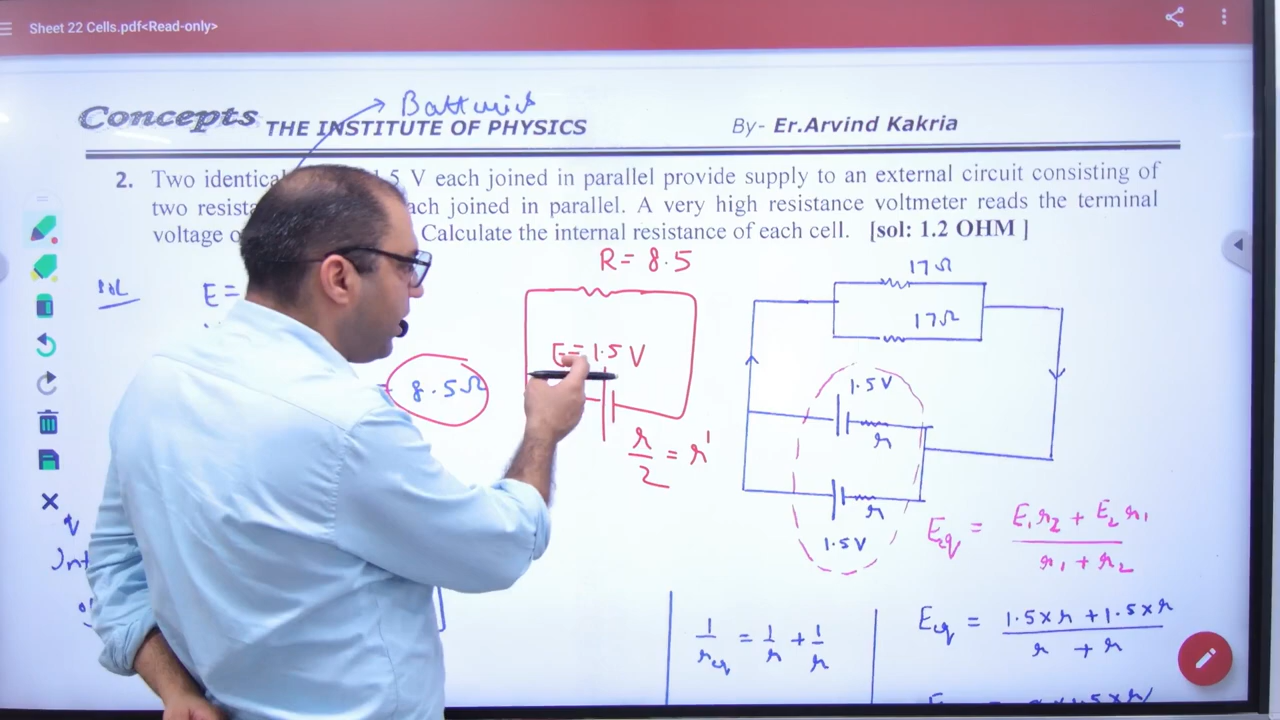 Sheet 22 Cells.pdf<Read-only>
Batteries
Concepts THE INSTITUTE OF PHYSICS By- Er.Arvind Kakria
2. Two identical 1.5 V each joined in parallel provide supply to an external circuit consisting of
two ach joined in parallel. A very high resistance voltmeter reads the terminal
voltage Calculate the internal resistance of each cell. [sol: 1.2 OHM ]
Sol
E=
8.5Ω
R= 8.5
E=1.5 V
r/2 = r'
17Ω
17Ω
1.5V
r
r
1.5V
Eeq = E1r2 + E2r1 / r1 + r2
1/req = 1/r + 1/r
Eeq = 1.5×r + 1.5×r / r + r